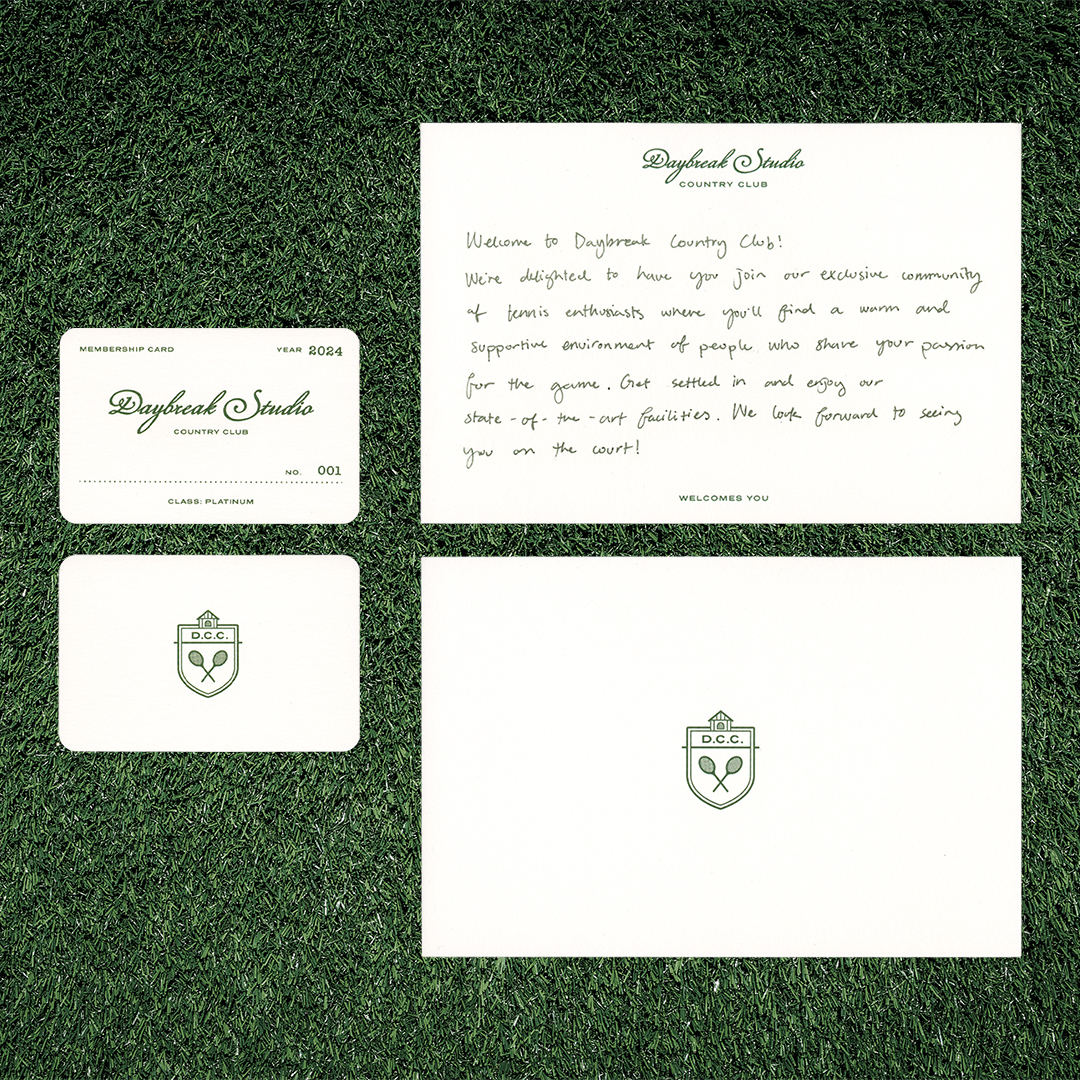 MEMBERSHIP CARD YEAR 2024
Daybreak Studio
COUNTRY CLUB
NO. 001
CLASS: PLATINUM
D.C.C.
Daybreak Studio
COUNTRY CLUB
Welcome to Daybreak Country Club!
We're delighted to have you join our exclusive community
of tennis enthusiasts where you'll find a warm and
supportive environment of people who share your passion
for the game. Get settled in and enjoy our
state-of-the-art facilities. We look forward to seeing
you on the court!
WELCOMES YOU
D.C.C.